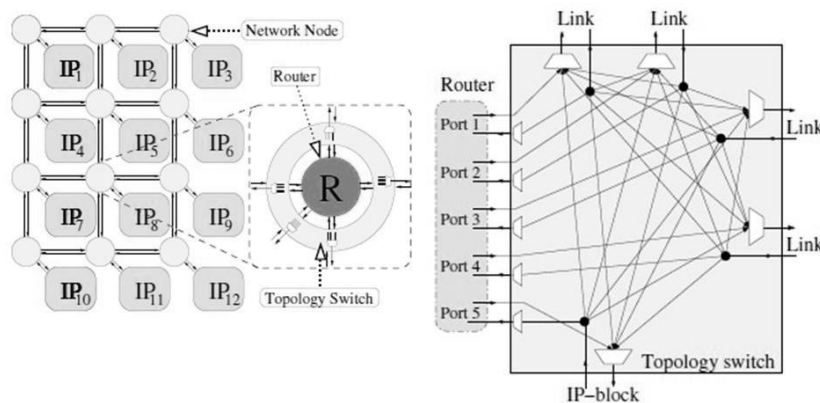 Network Node
IP1 IP2 IP3
Router
IP4 IP5 IP6
R
IP7 IP8 IP9
Topology Switch
IP10 IP11 IP12
Link Link
Router
Port 1
Link
Port 2
Port 3
Link
Port 4
Port 5
Topology switch
IP-block